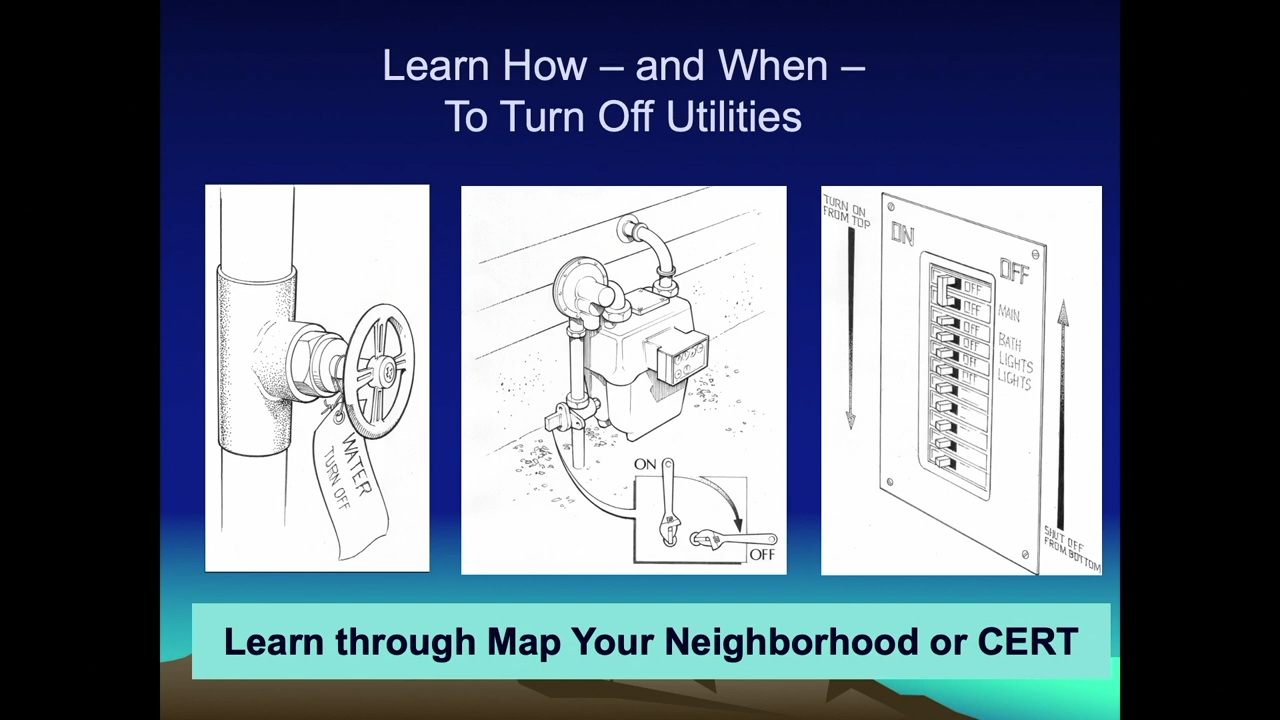 Learn How – and When –
To Turn Off Utilities
WATER
TURN OFF
ON
OFF
TURN ON
FROM TOP
ON
OFF
OFF
OFF
MAIN
OFF
OFF
BATH
OFF
LIGHTS
OFF
LIGHTS
SHUT OFF
FROM BOTTOM
Learn through Map Your Neighborhood or CERT